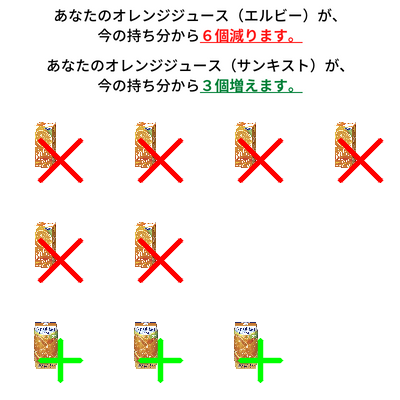 あなたのオレンジジュース（エルビー）が、
今の持ち分から６個減ります。
あなたのオレンジジュース（サンキスト）が、
今の持ち分から３個増えます。